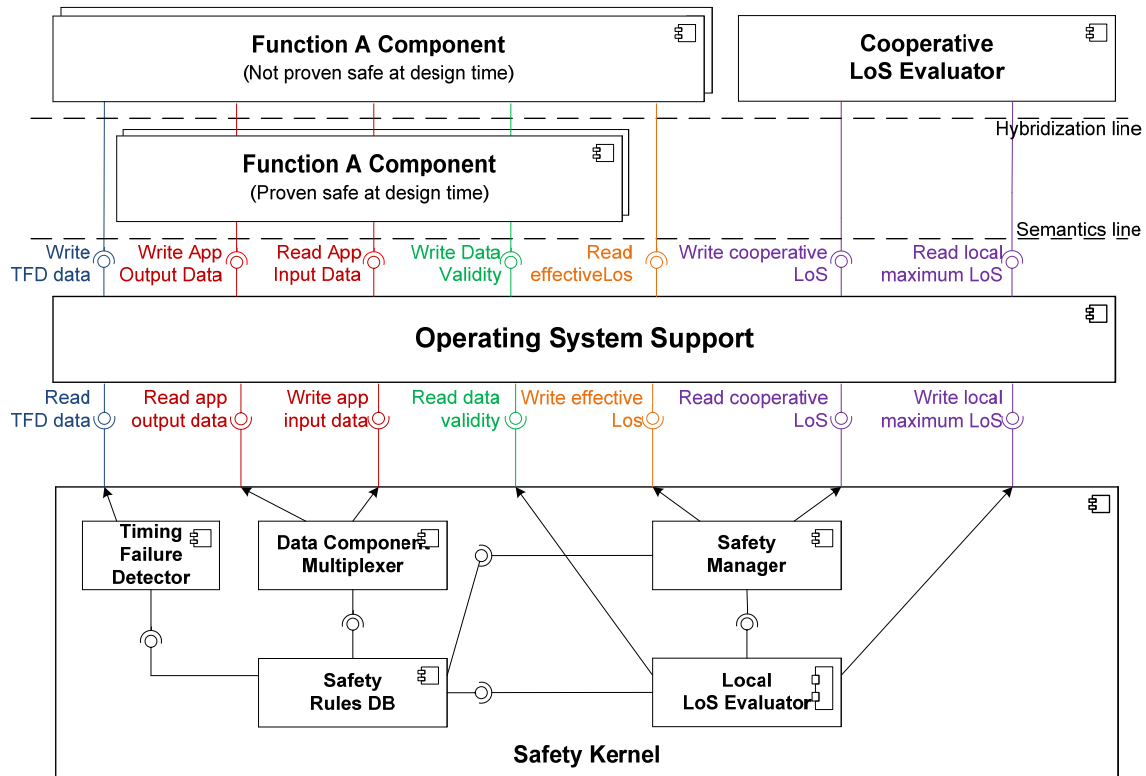 Function A Component
(Not proven safe at design time)
Cooperative
LoS Evaluator
Hybridization line
Function A Component
(Proven safe at design time)
Semantics line
Write
TFD data
Write App
Output Data
Read App
Input Data
Write Data
Validity
Read
effectiveLos
Write cooperative
LoS
Read local
maximum LoS
Operating System Support
Read
TFD data
Read app
output data
Write app
input data
Read data
validity
Write effective
Los
Read cooperative
LoS
Write local
maximum LoS
Timing
Failure
Detector
Data Component
Multiplexer
Safety
Manager
Safety
Rules DB
Local
LoS Evaluator
Safety Kernel